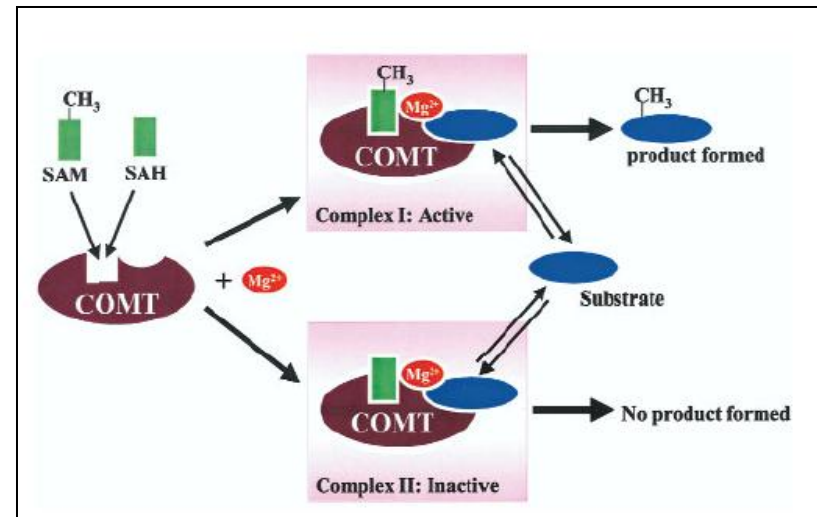 CH3
SAM
SAH
COMT
+ Mg2+
CH3
Mg2+
COMT
Complex I: Active
CH3
product formed
Substrate
Mg2+
COMT
Complex II: Inactive
No product formed